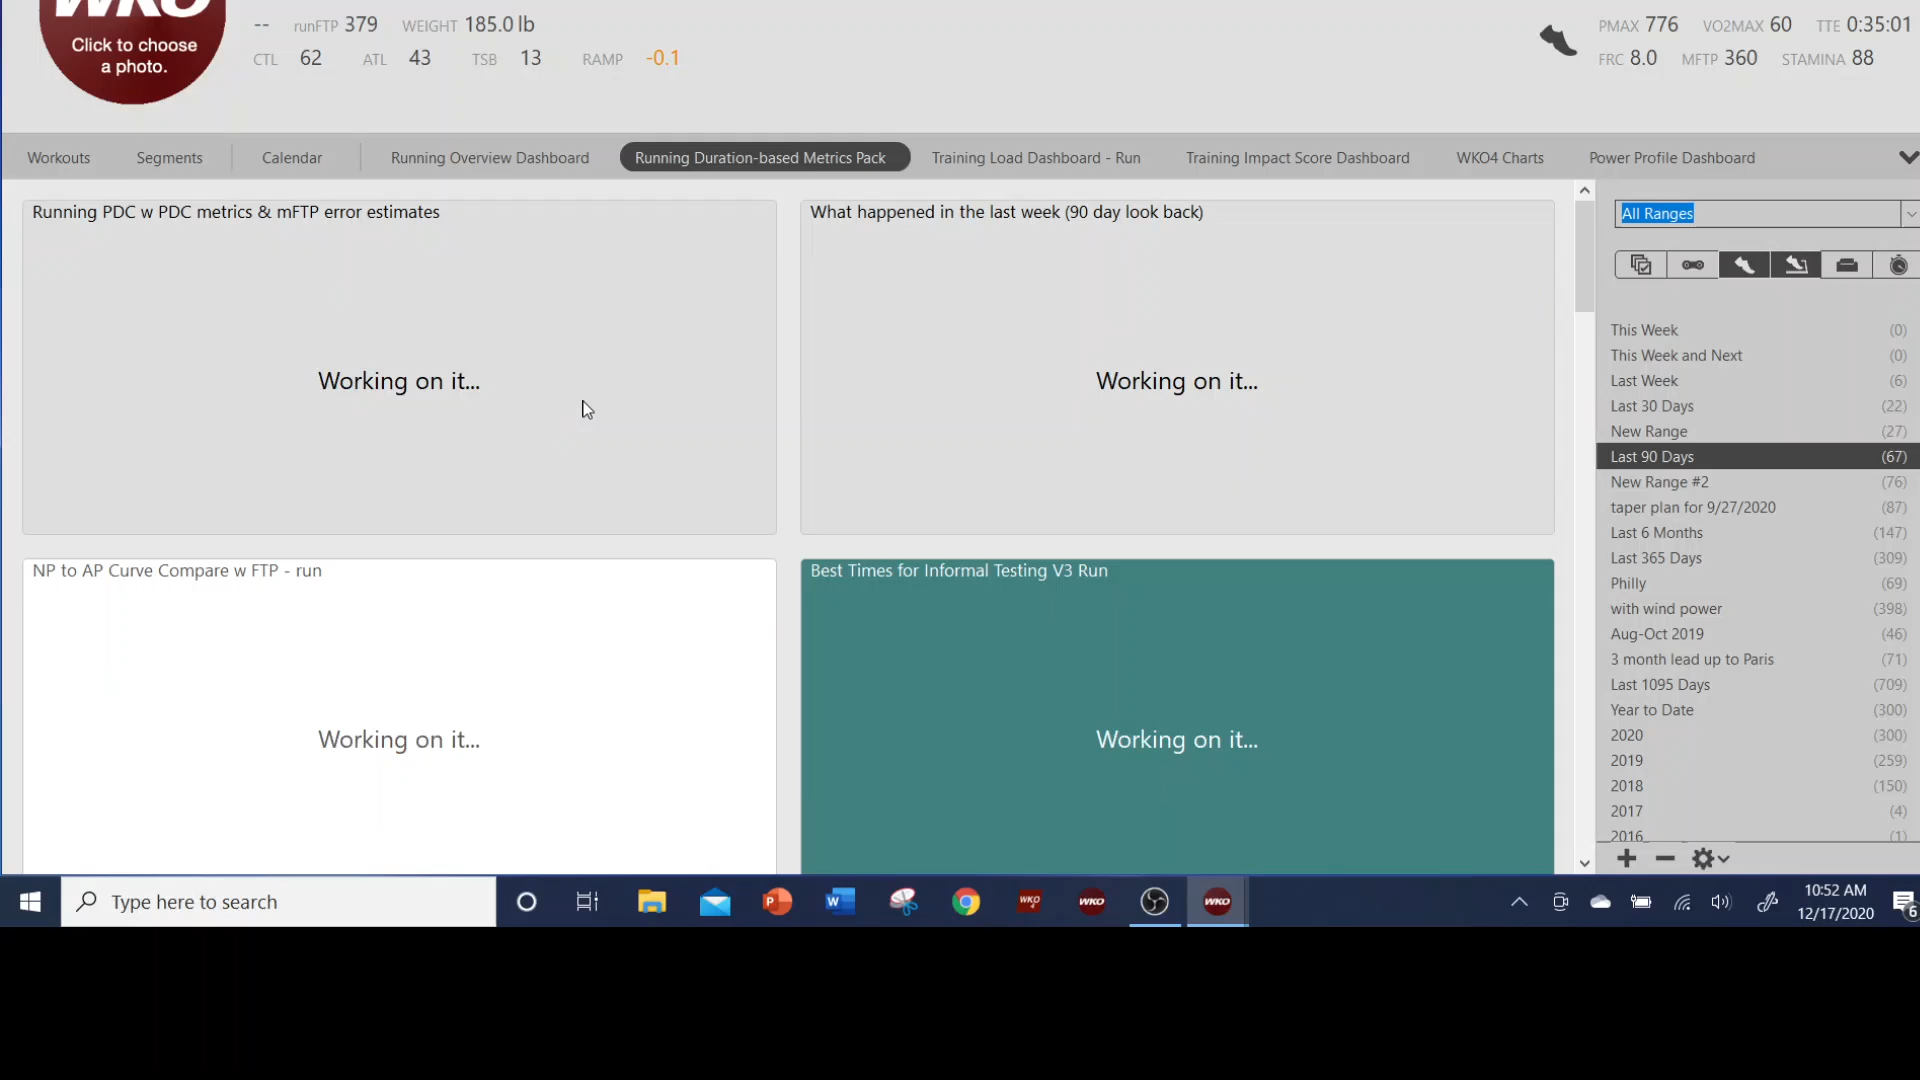 WKO
Click to choose
a photo.
-- runFTP 379 WEIGHT 185.0 lb
CTL 62 ATL 43 TSB 13 RAMP -0.1
PMAX 776 VO2MAX 60 TTE 0:35:01
FRC 8.0 MFTP 360 STAMINA 88
Workouts Segments Calendar Running Overview Dashboard Running Duration-based Metrics Pack Training Load Dashboard - Run Training Impact Score Dashboard WKO4 Charts Power Profile Dashboard
Running PDC w PDC metrics & mFTP error estimates
Working on it...
What happened in the last week (90 day look back)
Working on it...
NP to AP Curve Compare w FTP - run
Working on it...
Best Times for Informal Testing V3 Run
Working on it...
All Ranges
This Week (0)
This Week and Next (0)
Last Week (6)
Last 30 Days (22)
New Range (27)
Last 90 Days (67)
New Range #2 (76)
taper plan for 9/27/2020 (87)
Last 6 Months (147)
Last 365 Days (309)
Philly (69)
with wind power (398)
Aug-Oct 2019 (46)
3 month lead up to Paris (71)
Last 1095 Days (709)
Year to Date (300)
2020 (300)
2019 (259)
2018 (150)
2017 (4)
2016 (1)
Type here to search
WKO
WKO
WKO
10:52 AM
12/17/2020
6